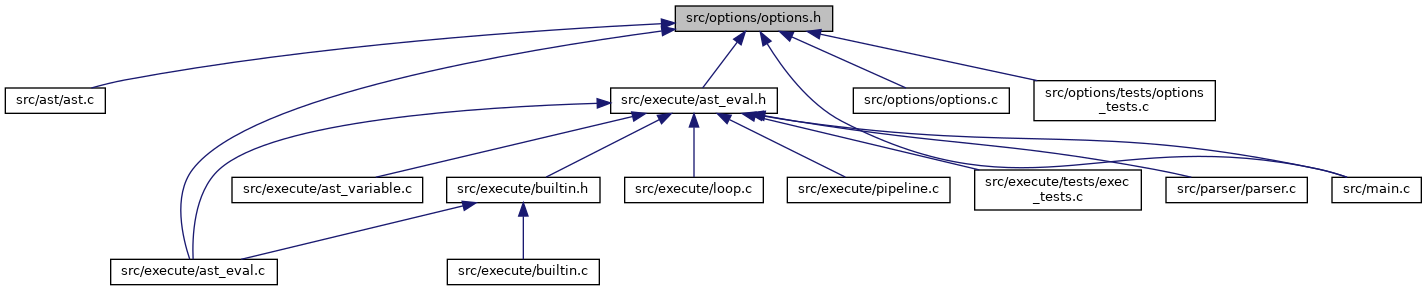 src/options/options.h
src/ast/ast.c
src/execute/ast_eval.h
src/options/options.c
src/options/tests/options
_tests.c
src/execute/ast_variable.c
src/execute/builtin.h
src/execute/loop.c
src/execute/pipeline.c
src/execute/tests/exec
_tests.c
src/parser/parser.c
src/main.c
src/execute/ast_eval.c
src/execute/builtin.c